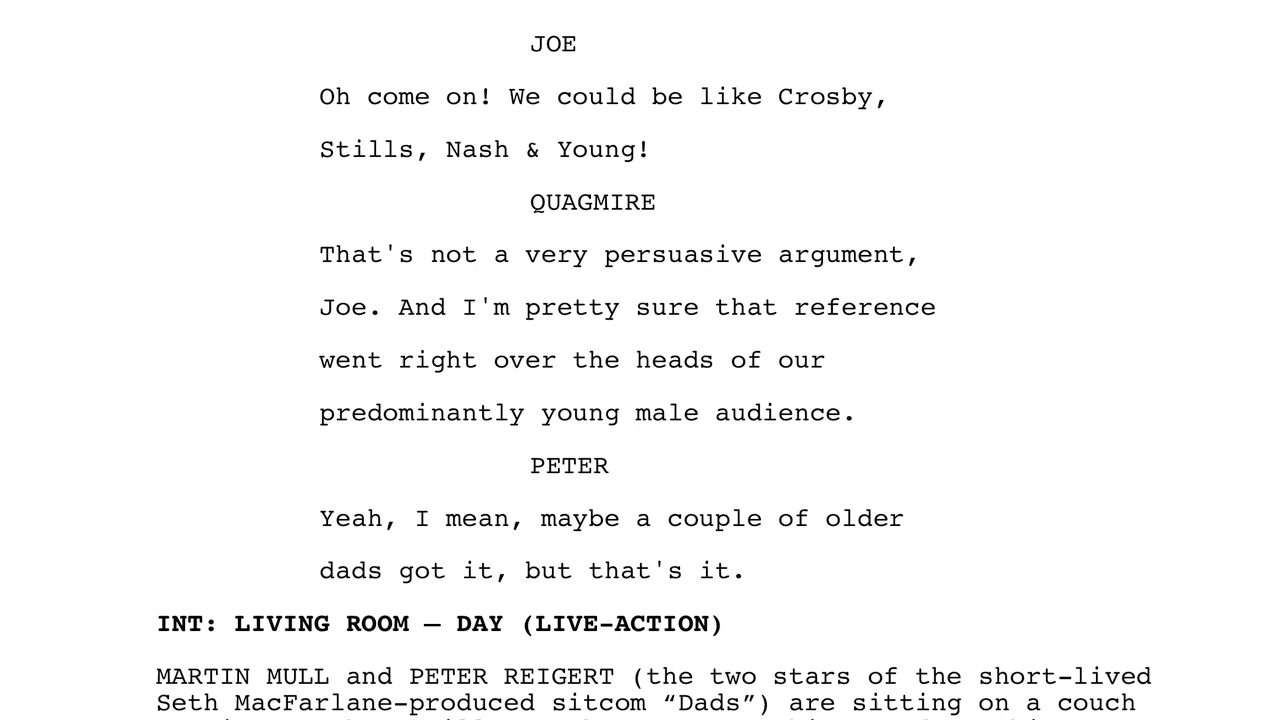 JOE
Oh come on! We could be like Crosby,
Stills, Nash & Young!
QUAGMIRE
That's not a very persuasive argument,
Joe. And I'm pretty sure that reference
went right over the heads of our
predominantly young male audience.
PETER
Yeah, I mean, maybe a couple of older
dads got it, but that's it.
INT: LIVING ROOM — DAY (LIVE-ACTION)
MARTIN MULL and PETER REIGERT (the two stars of the short-lived
Seth MacFarlane-produced sitcom “Dads”) are sitting on a couch